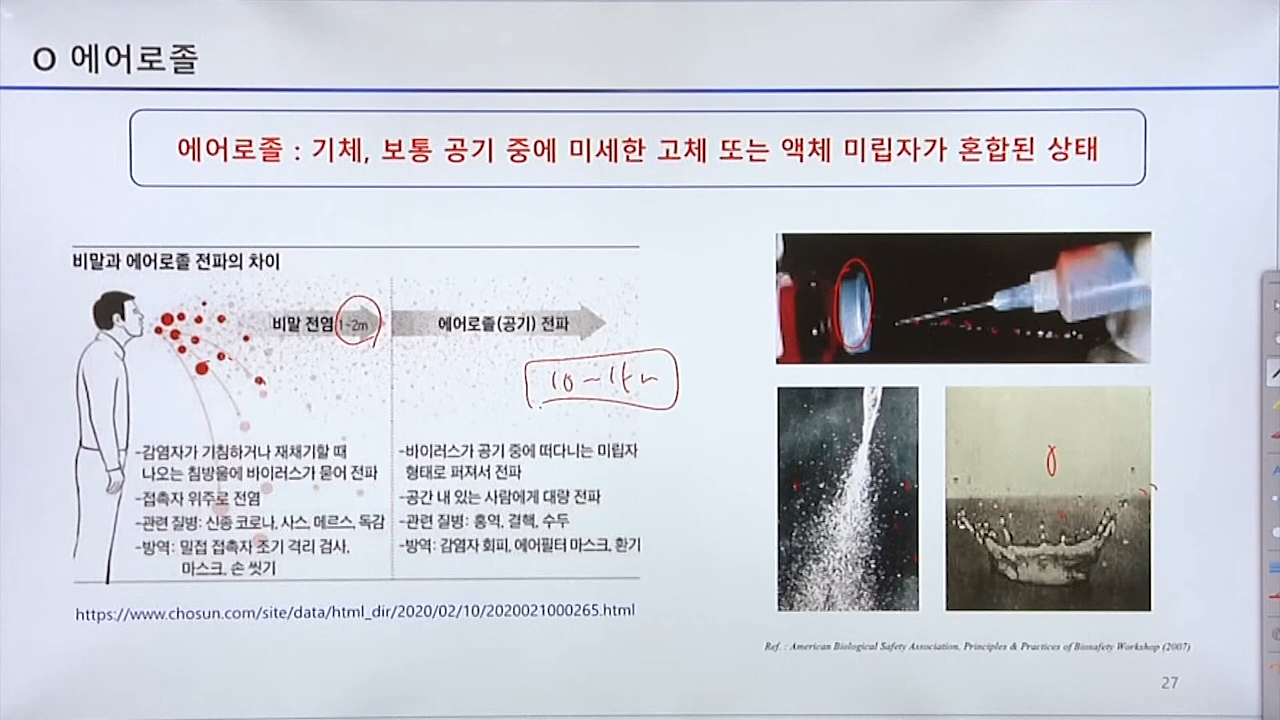 O 에어로졸
에어로졸 : 기체, 보통 공기 중에 미세한 고체 또는 액체 미립자가 혼합된 상태
비말과 에어로졸 전파의 차이
비말 전염 1~2m
에어로졸(공기) 전파
-감염자가 기침하거나 재채기할 때
나오는 침방울에 바이러스가 묻어 전파
-접촉자 위주로 전염
-관련 질병: 신종 코로나, 사스, 메르스, 독감
-방역: 밀접 접촉자 조기 격리 검사,
마스크, 손 씻기
-바이러스가 공기 중에 떠다니는 미립자
형태로 퍼져서 전파
-공간 내 있는 사람에게 대량 전파
-관련 질병: 홍역, 결핵, 수두
-방역: 감염자 회피, 에어필터 마스크, 환기
https://www.chosun.com/site/data/html_dir/2020/02/10/2020021000265.html
Ref. : American Biological Safety Association, Principles & Practices of Biosafety Workshop (2007)
27